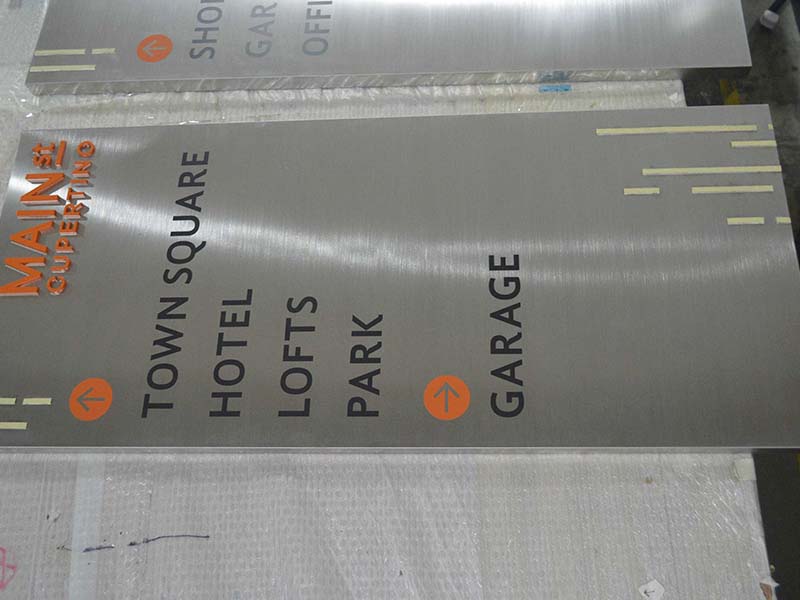 MAIN st
CUPERTINO
TOWN SQUARE
HOTEL
LOFTS
PARK
GARAGE